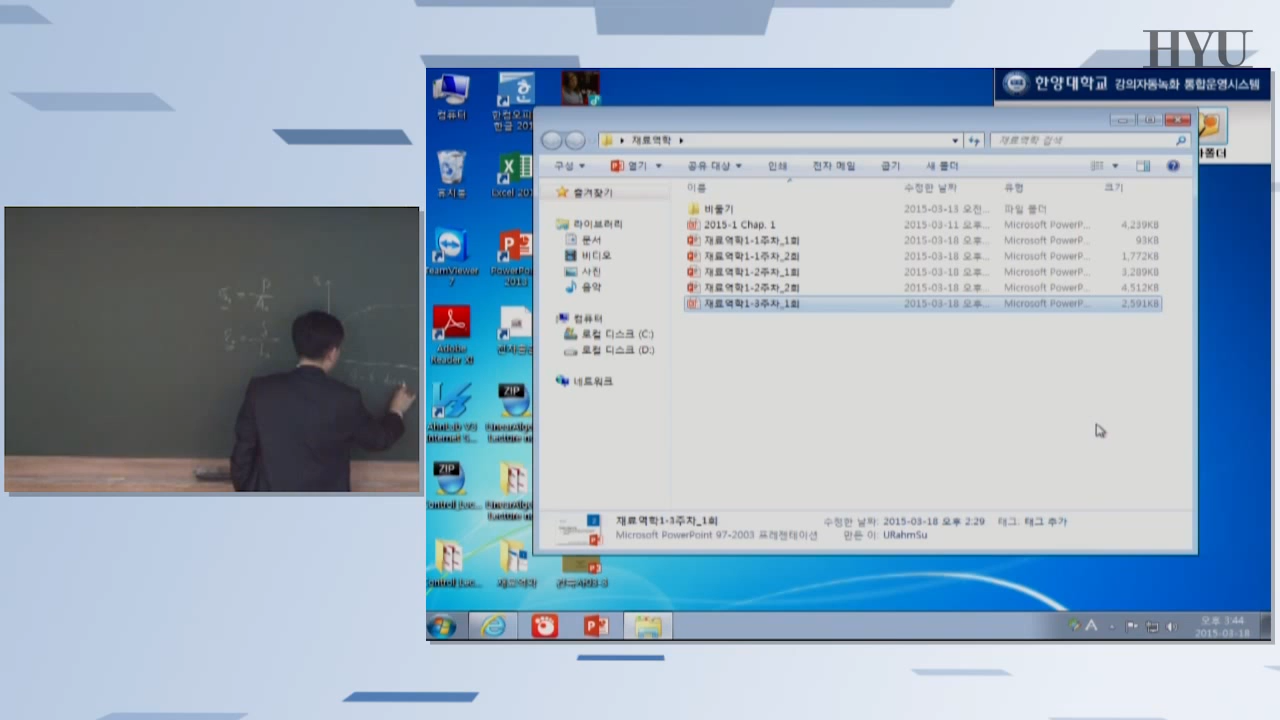 HYU
한양대학교 강의자동녹화 통합운영시스템
컴퓨터
휴지통
Excel 201
TeamViewer 7
PowerPoi 2013
Adobe Reader XI
ZIP
ZIP
재료역학
재료역학 검색
구성 열기 공유 대상 인쇄 전자 메일 굽기 새 폴더
즐겨찾기
라이브러리
문서
비디오
사진
음악
컴퓨터
로컬 디스크 (C:)
로컬 디스크 (D:)
네트워크
이름 수정한 날짜 유형 크기
비울기 2015-03-13 오전... 파일 폴더
2015-1 Chap. 1 2015-03-11 오후... Microsoft PowerP... 4,239KB
재료역학1-1주차_1회 2015-03-18 오후... Microsoft PowerP... 93KB
재료역학1-1주차_2회 2015-03-18 오후... Microsoft PowerP... 1,772KB
재료역학1-2주차_1회 2015-03-18 오후... Microsoft PowerP... 3,289KB
재료역학1-2주차_2회 2015-03-18 오후... Microsoft PowerP... 4,512KB
재료역학1-3주차_1회 2015-03-18 오후... Microsoft PowerP... 2,591KB
재료역학1-3주차_1회 수정한 날짜: 2015-03-18 오후 2:29 태그: 태그 추가
Microsoft PowerPoint 97-2003 프레젠테이션 만든 이: URahmSu
오후 3:44
2015-03-18